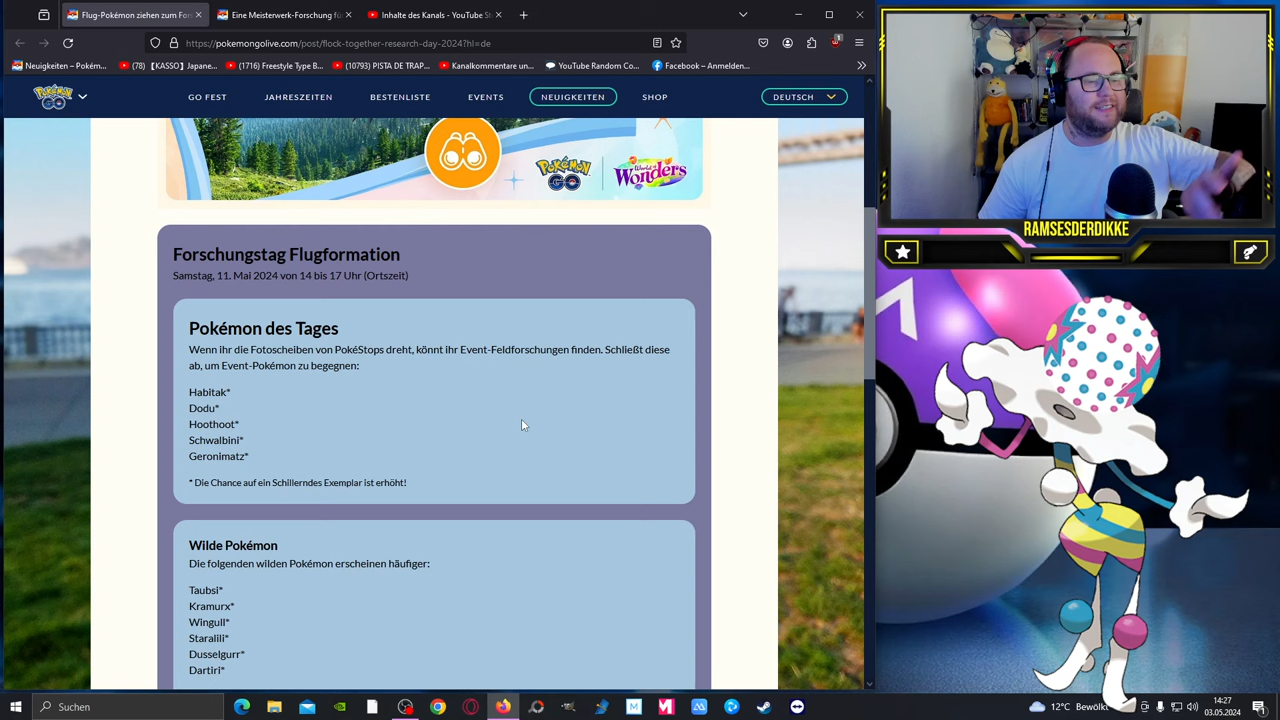 Flug-Pokémon ziehen zum Fors
Eine Meisterwerk-Forschung fü
Inhalte des Kanals - YouTube St
https://pokemongolive.com/post/flock-together-research-day-2024?hl=de
Neuigkeiten – Pokém...
(78) 【KASSO】Japane...
(1716) Freestyle Type B...
(10793) PISTA DE TRAP...
Kanalkommentare un...
YouTube Random Co...
Facebook – Anmelden...
POKÉMON GO
GO FEST
JAHRESZEITEN
BESTENLISTE
EVENTS
NEUIGKEITEN
SHOP
DEUTSCH
POKÉMON GO
World of Wonders
Forschungstag Flugformation
Samstag, 11. Mai 2024 von 14 bis 17 Uhr (Ortszeit)
Pokémon des Tages
Wenn ihr die Fotoscheiben von PokéStops dreht, könnt ihr Event-Feldforschungen finden. Schließt diese
ab, um Event-Pokémon zu begegnen:
Habitak*
Dodu*
Hoothoot*
Schwalbini*
Geronimatz*
* Die Chance auf ein Schillerndes Exemplar ist erhöht!
Wilde Pokémon
Die folgenden wilden Pokémon erscheinen häufiger:
Taubsi*
Kramurx*
Wingull*
Staralili*
Dusselgurr*
Dartiri*
RAMSESDERDIKKE
Suchen
12°C Bewölkt
14:27
03.05.2024